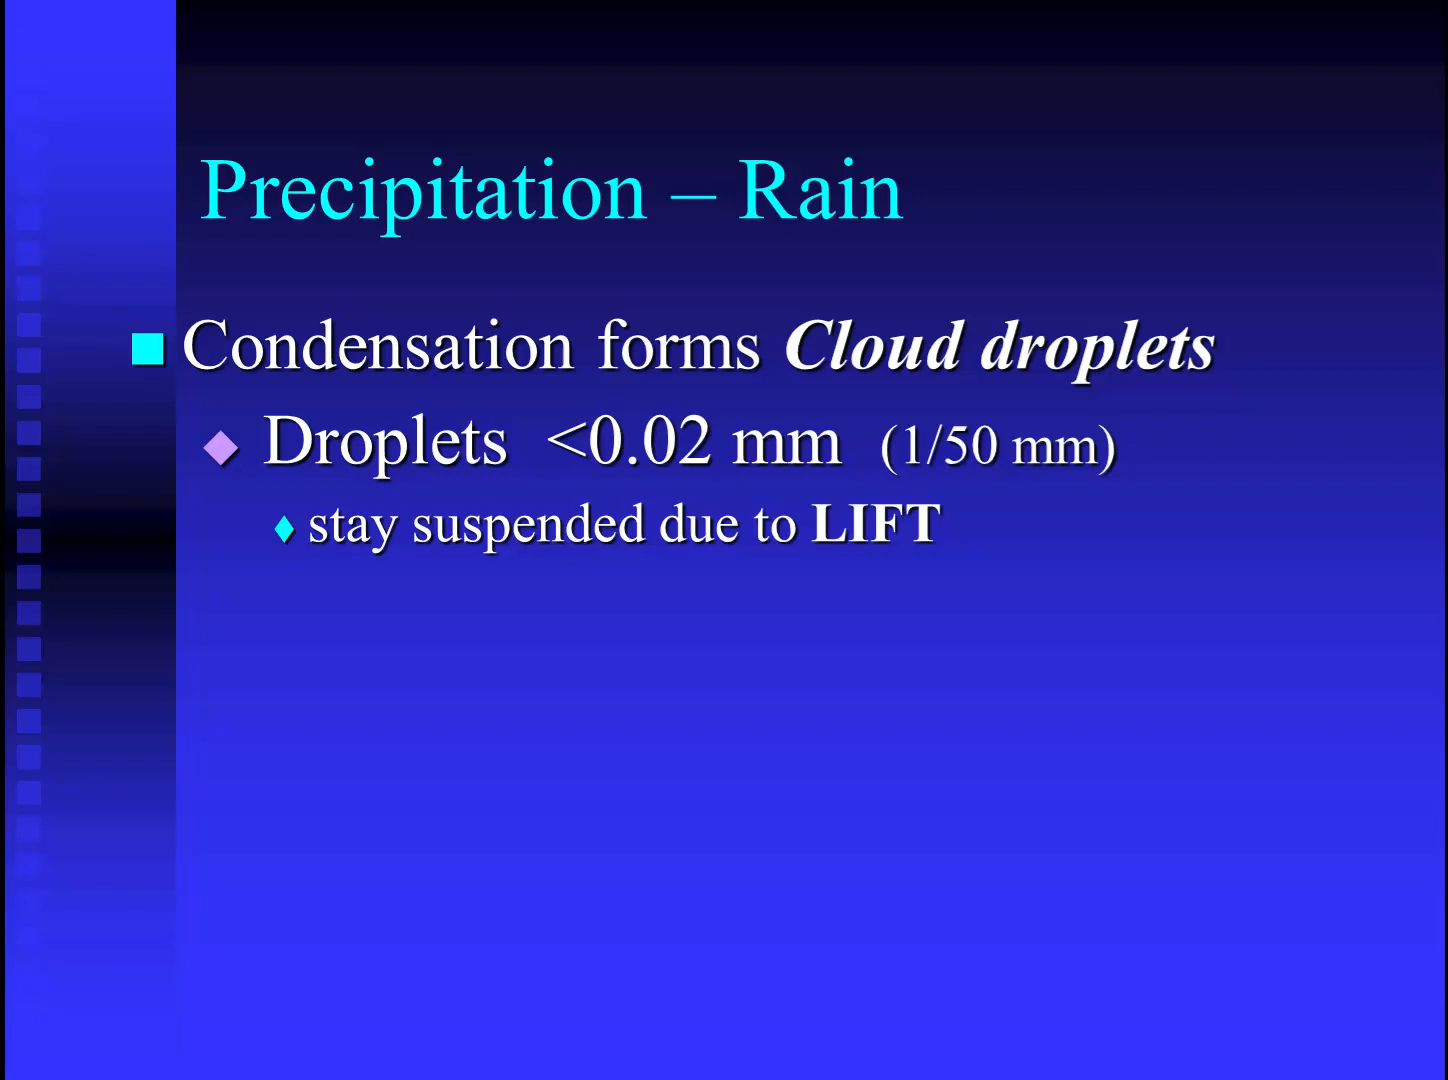 Precipitation – Rain
Condensation forms Cloud droplets
Droplets <0.02 mm (1/50 mm)
stay suspended due to LIFT